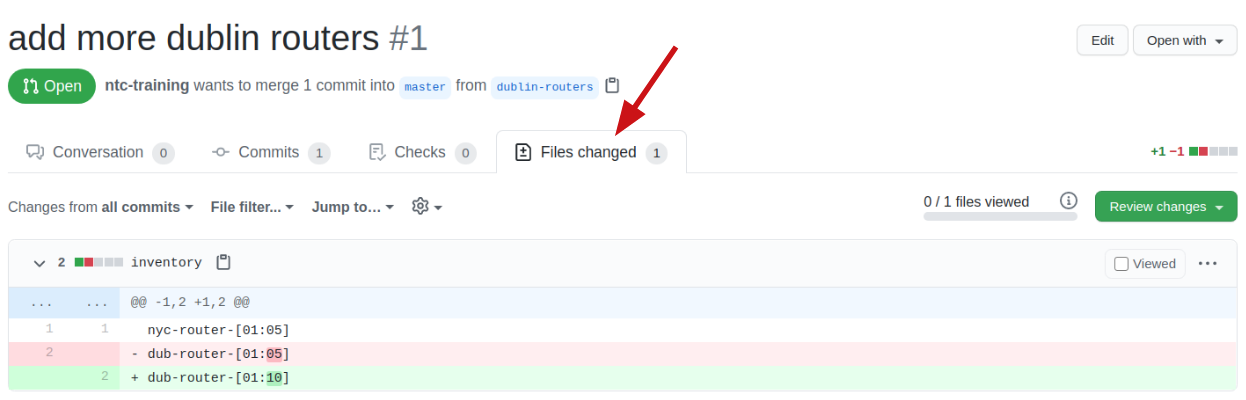 add more dublin routers #1
Edit
Open with
Open
ntc-training wants to merge 1 commit into master from dublin-routers
Conversation 0
Commits 1
Checks 0
Files changed 1
+1 −1
Changes from all commits
File filter...
Jump to...
0 / 1 files viewed
Review changes
2 inventory
Viewed
... ... @@ -1,2 +1,2 @@
1 1 nyc-router-[01:05]
2 - dub-router-[01:05]
2 + dub-router-[01:10]